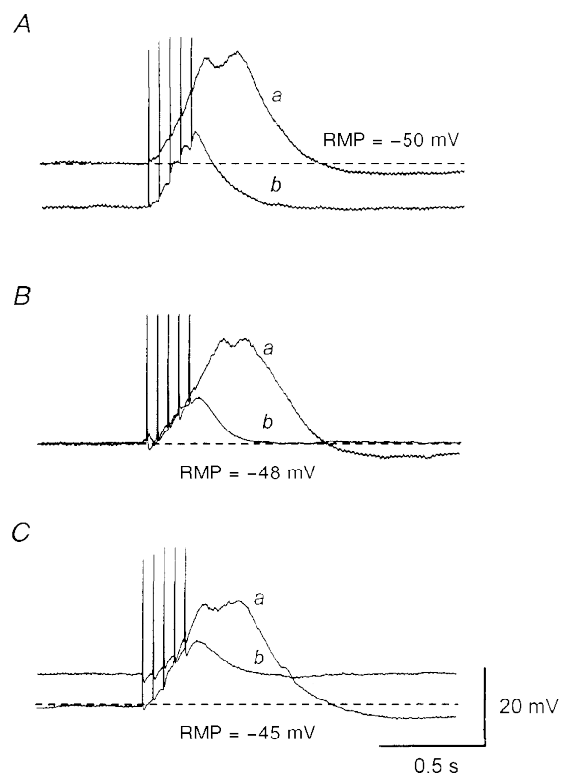 A
a
RMP = -50 mV
b
B
a
b
RMP = -48 mV
C
a
b
20 mV
RMP = -45 mV
0.5 s